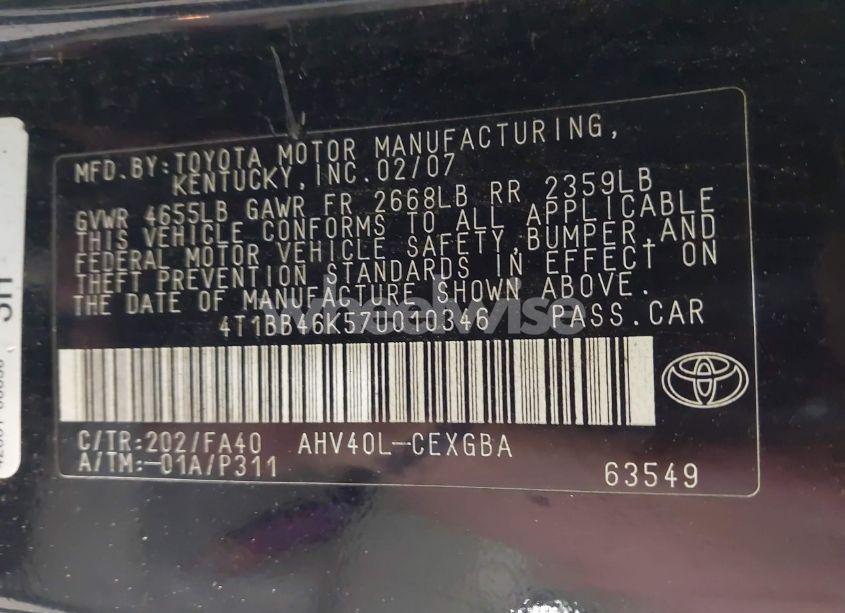 MFD.BY:TOYOTA MOTOR MANUFACTURING,
KENTUCKY,INC.02/07
GVWR 4655LB GAWR FR 2668LB RR 2359LB
THIS VEHICLE CONFORMS TO ALL APPLICABLE
FEDERAL MOTOR VEHICLE SAFETY,BUMPER,AND
THEFT PREVENTION STANDARDS IN EFFECT ON
THE DATE OF MANUFACTURE SHOWN ABOVE.
4T1BB46K57U010346 PASS.CAR
wheelwise
C/TR:202/FA40 AHV40L-CEXGBA
A/TM:-01A/P311
63549